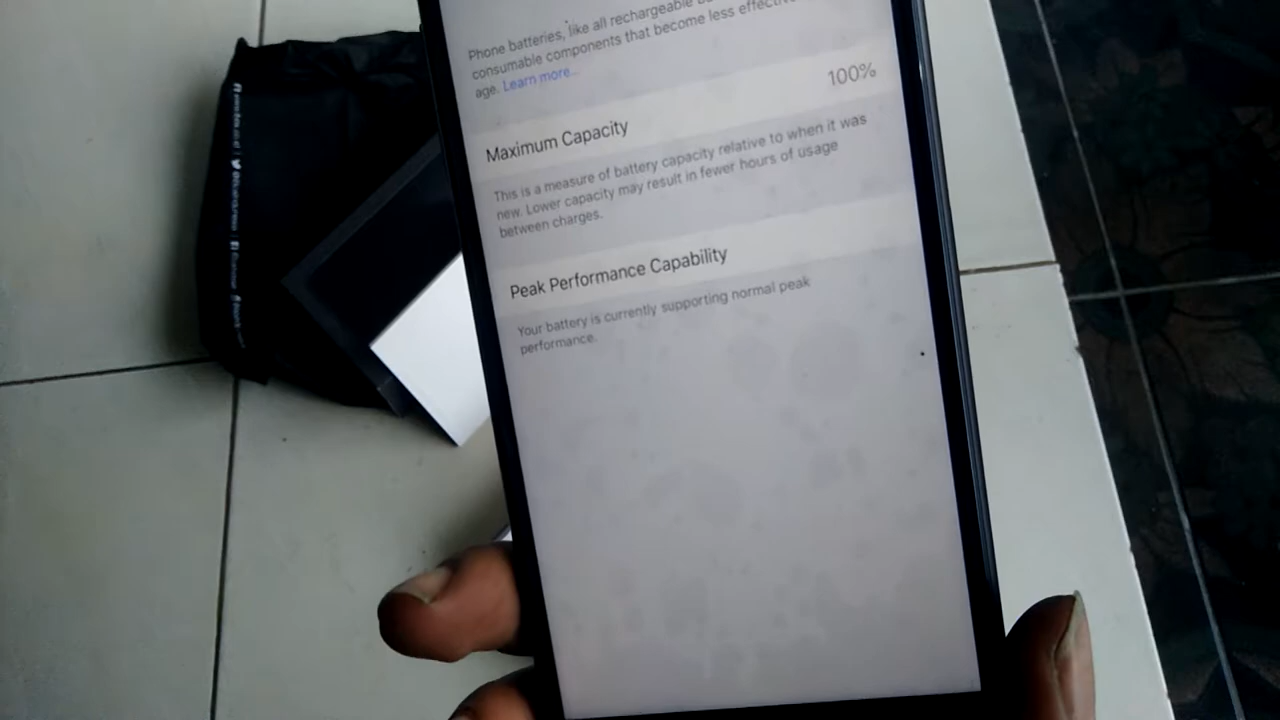 Phone batteries, like all rechargeable
consumable components that become less effective
age. Learn more...
100%
Maximum Capacity
This is a measure of battery capacity relative to when it was
new. Lower capacity may result in fewer hours of usage
between charges.
Peak Performance Capability
Your battery is currently supporting normal peak
performance.